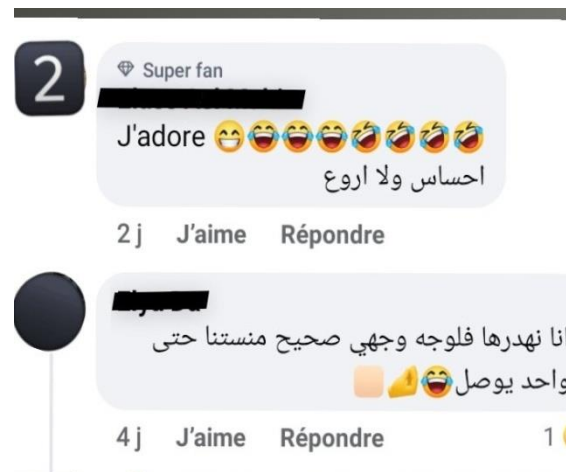 2
Super fan
J'adore 😁😂😂😂🤣🤣🤣🤣
احساس ولا اروع
2 j J'aime Répondre
انا نهدرها فلوجه وجهي صحيح منستنا حتى
واحد يوصل😂
4 j J'aime Répondre 1